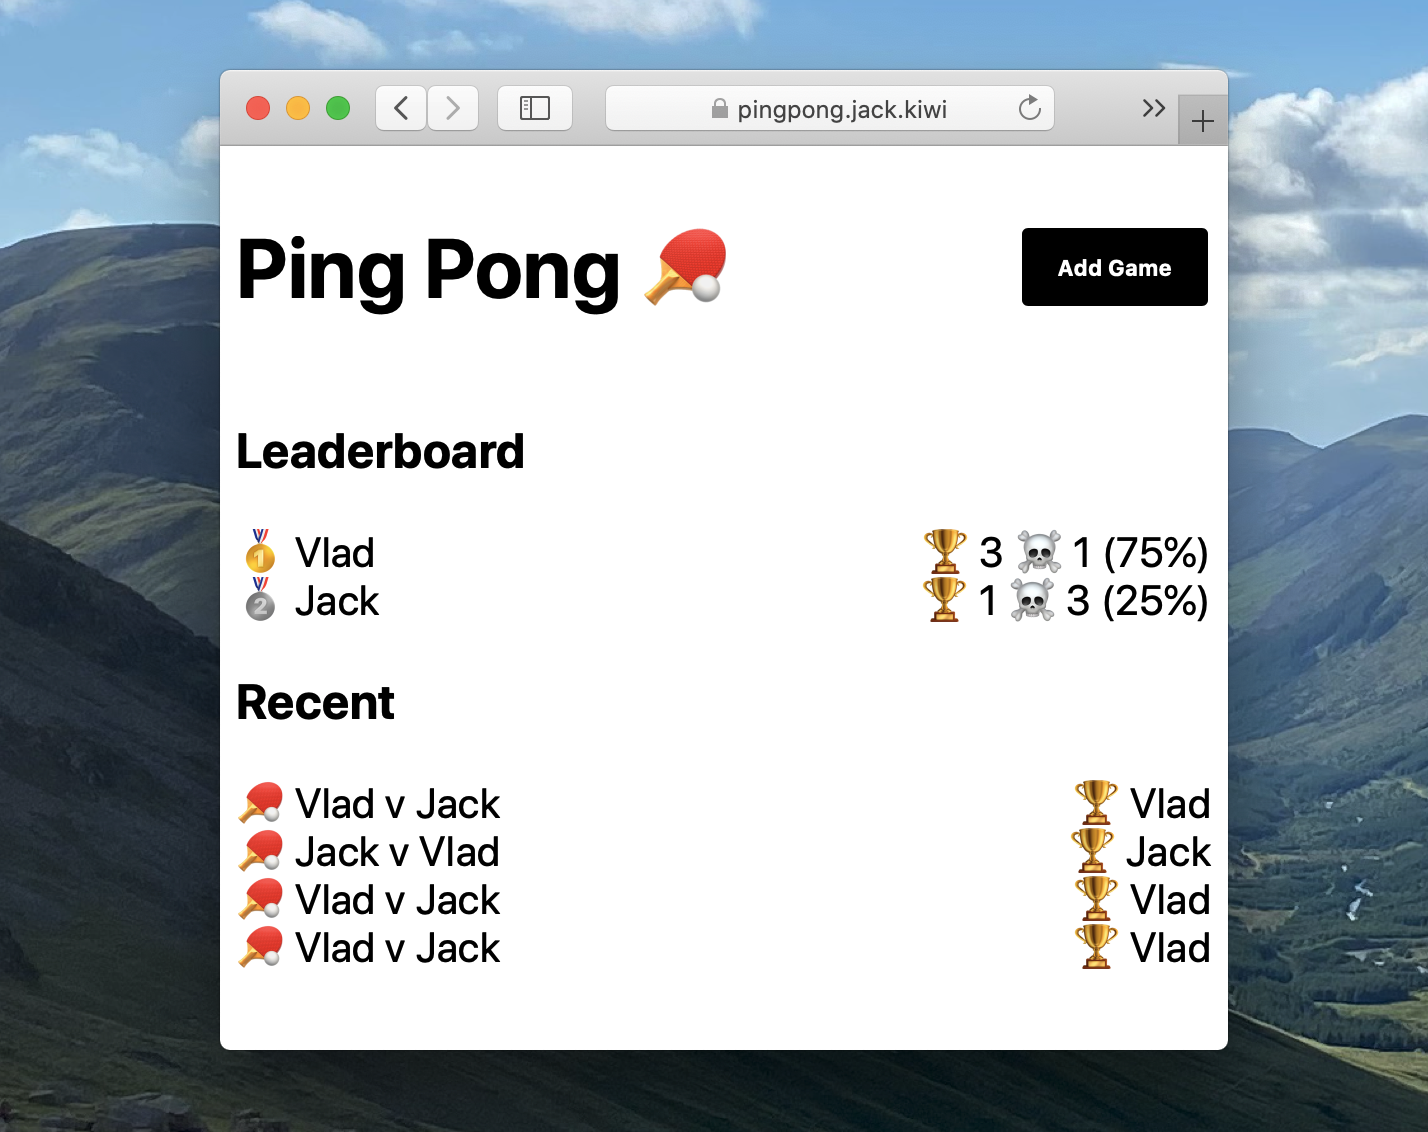 pingpong.jack.kiwi
Ping Pong 🏓
Add Game
Leaderboard
🥇 Vlad 🏆 3 ☠️ 1 (75%)
🥈 Jack 🏆 1 ☠️ 3 (25%)
Recent
🏓 Vlad v Jack 🏆 Vlad
🏓 Jack v Vlad 🏆 Jack
🏓 Vlad v Jack 🏆 Vlad
🏓 Vlad v Jack 🏆 Vlad